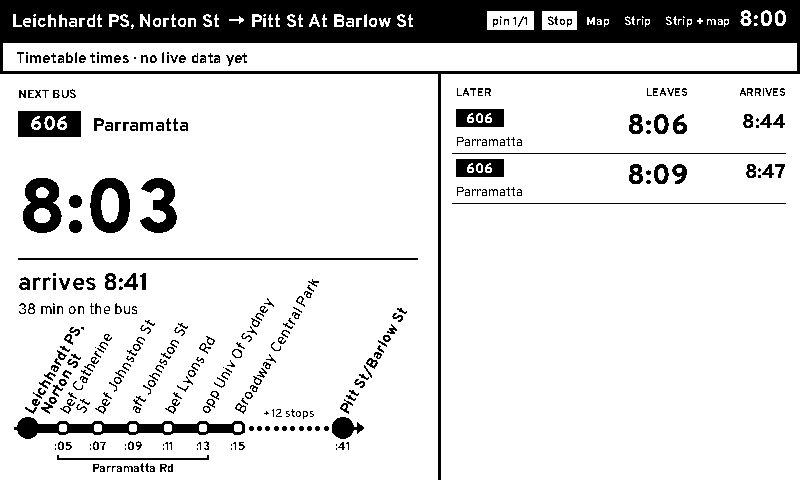 Leichhardt PS, Norton St → Pitt St At Barlow St
pin 1/1 Stop Map Strip Strip + map 8:00
Timetable times · no live data yet
NEXT BUS
606 Parramatta
8:03
arrives 8:41
38 min on the bus
Leichhardt PS,
Norton St
bef Catherine
St
bef Johnston St
aft Johnston St
bef Lyons Rd
opp Univ Of Sydney
Broadway Central Park
+12 stops
Pitt St/Barlow St
:05 :07 :09 :11 :13 :15 :41
Parramatta Rd
LATER LEAVES ARRIVES
606 8:06 8:44
Parramatta
606 8:09 8:47
Parramatta